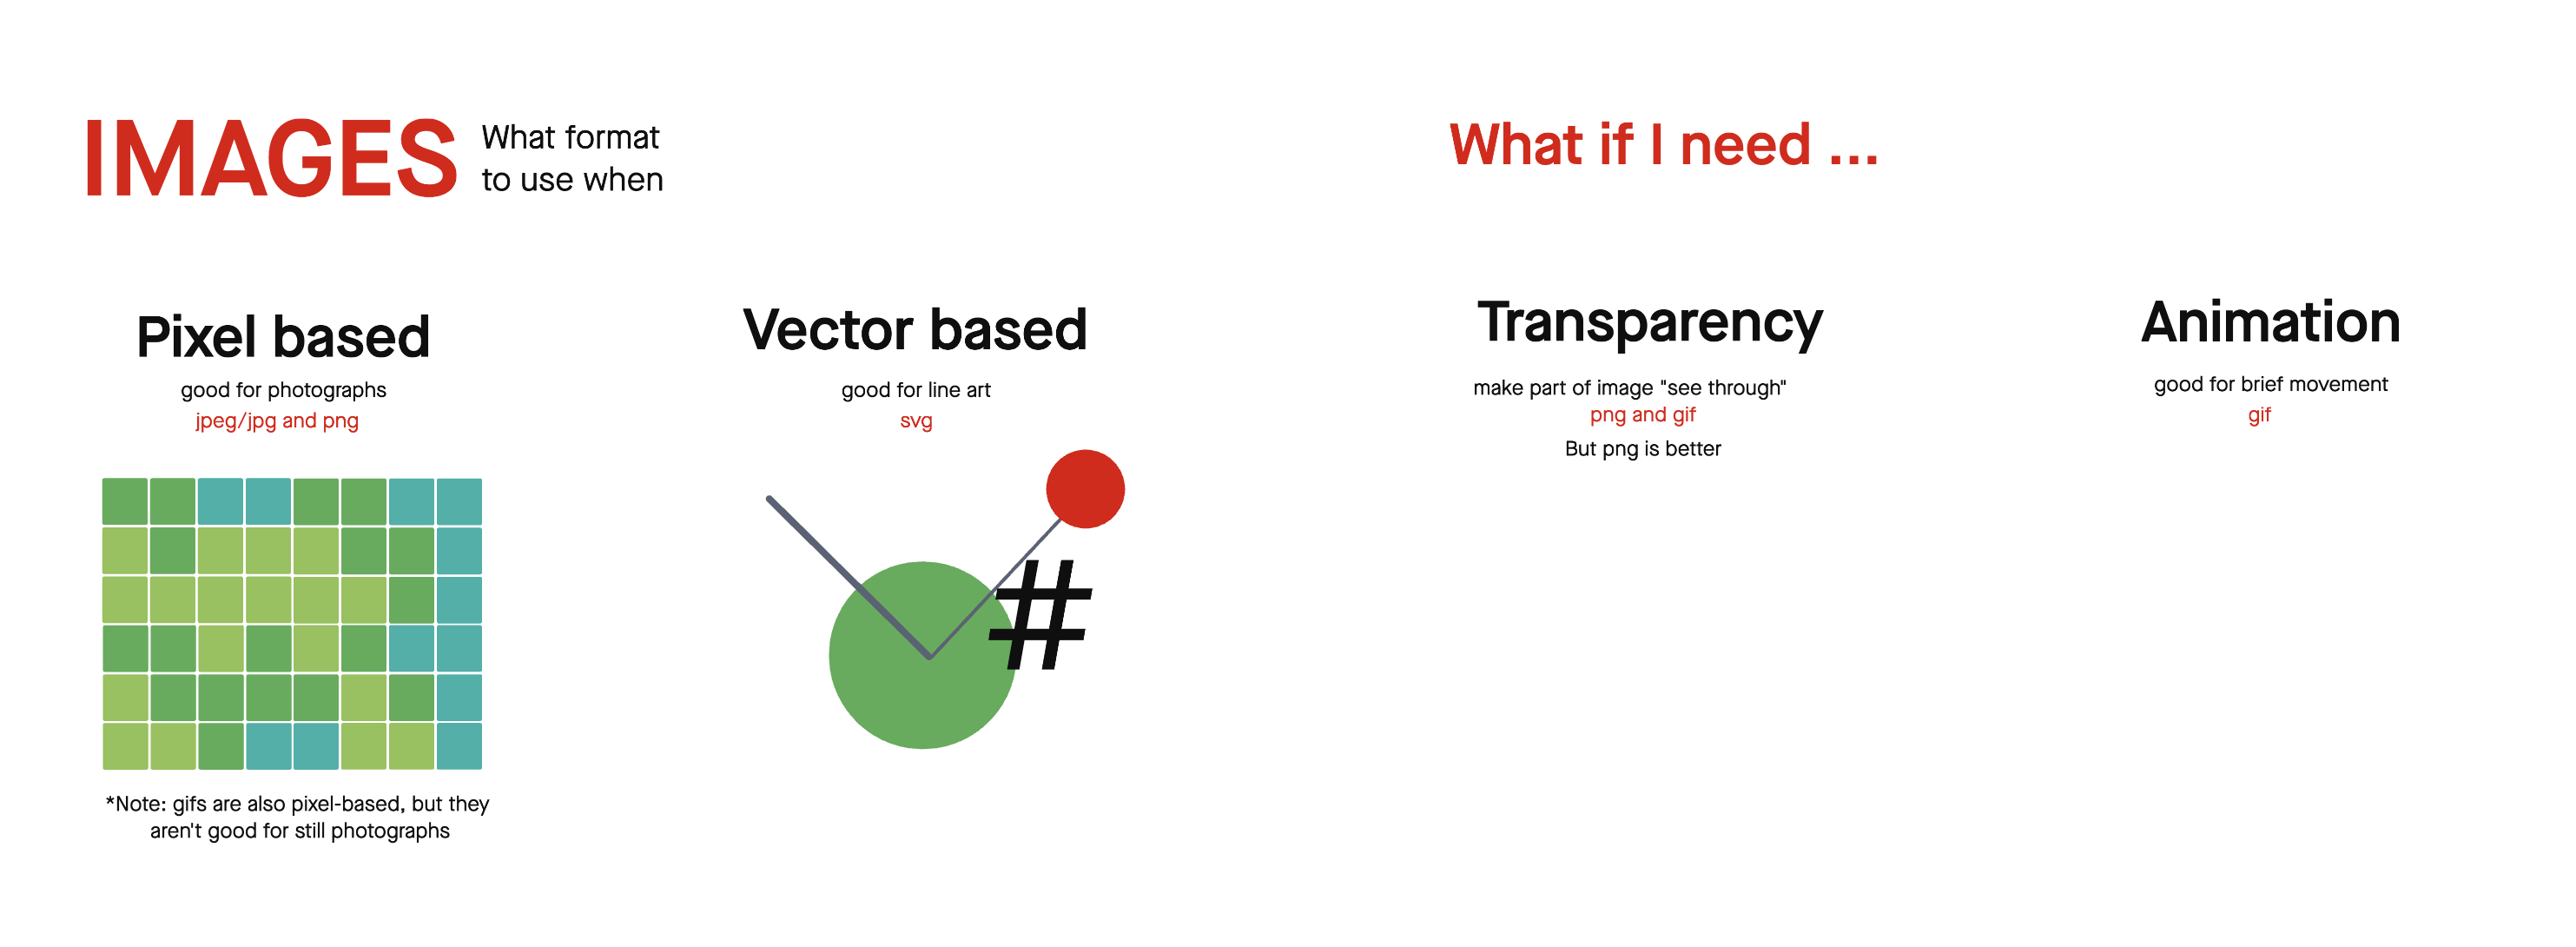 IMAGES
What format
to use when
Pixel based
good for photographs
jpeg/jpg and png
*Note: gifs are also pixel-based, but they
aren't good for still photographs
Vector based
good for line art
svg
#
What if I need ...
Transparency
make part of image "see through"
png and gif
But png is better
Animation
good for brief movement
gif